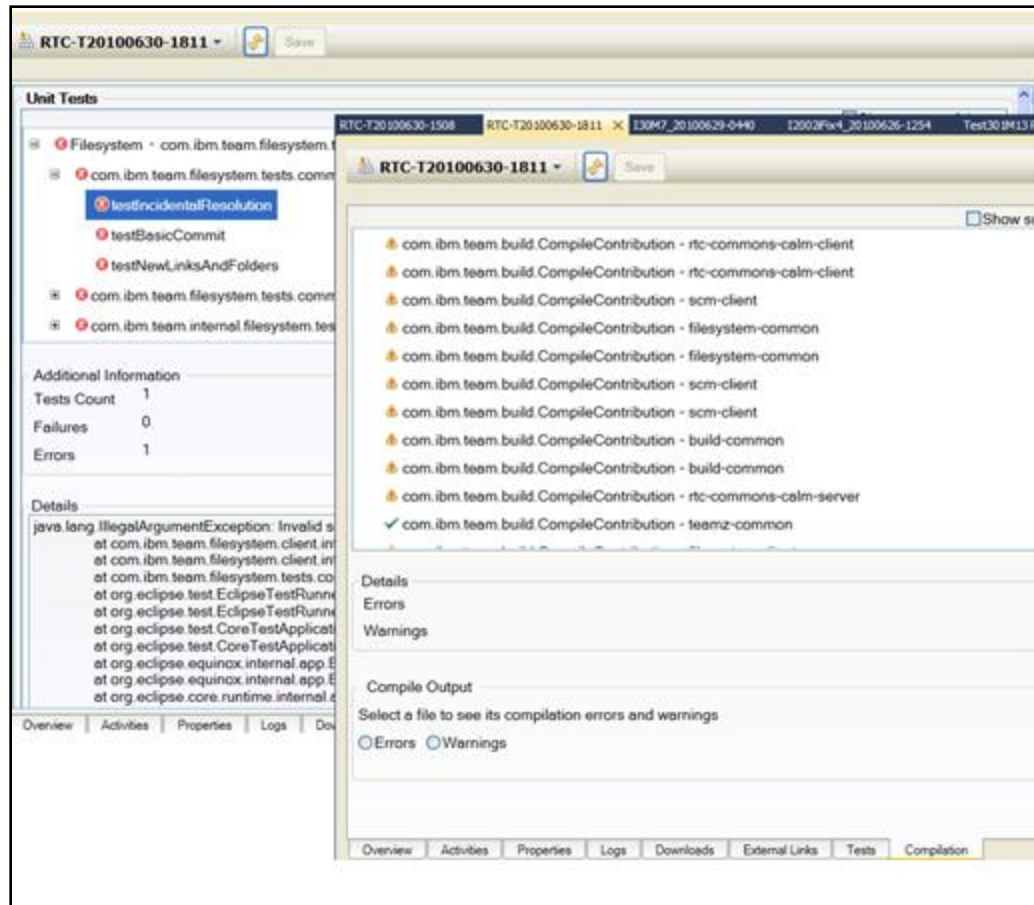 RTC-T20100630-1811
Save
Unit Tests
Filesystem - com.ibm.team.filesystem.t
com.ibm.team.filesystem.tests.comm
testIncidentalResolution
testBasicCommit
testNewLinksAndFolders
com.ibm.team.filesystem.tests.comm
com.ibm.team.internal.filesystem.tes
Additional Information
Tests Count 1
Failures 0
Errors 1
Details
java.lang.IllegalArgumentException: Invalid s
at com.ibm.team.filesystem.client.int
at com.ibm.team.filesystem.client.int
at com.ibm.team.filesystem.tests.co
at org.eclipse.test.EclipseTestRunne
at org.eclipse.test.EclipseTestRunne
at org.eclipse.test.CoreTestApplicati
at org.eclipse.test.CoreTestApplicati
at org.eclipse.equinox.internal.app.E
at org.eclipse.equinox.internal.app.E
at org.eclipse.core.runtime.internal.a
Overview Activities Properties Logs Dow
RTC-T20100630-1508 RTC-T20100630-1811 I30M7_20100629-0440 I2002Fix4_20100626-1254 Test301M13
RTC-T20100630-1811
Save
Show su
com.ibm.team.build.CompileContribution - rtc-commons-calm-client
com.ibm.team.build.CompileContribution - rtc-commons-calm-client
com.ibm.team.build.CompileContribution - scm-client
com.ibm.team.build.CompileContribution - filesystem-common
com.ibm.team.build.CompileContribution - filesystem-common
com.ibm.team.build.CompileContribution - scm-client
com.ibm.team.build.CompileContribution - scm-client
com.ibm.team.build.CompileContribution - build-common
com.ibm.team.build.CompileContribution - build-common
com.ibm.team.build.CompileContribution - rtc-commons-calm-server
com.ibm.team.build.CompileContribution - teamz-common
Details
Errors
Warnings
Compile Output
Select a file to see its compilation errors and warnings
Errors Warnings
Overview Activities Properties Logs Downloads External Links Tests Compilation